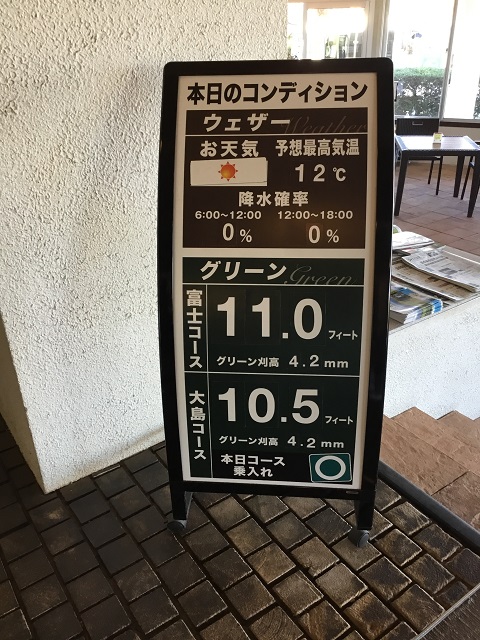 本日のコンディション
ウェザー Weather
お天気 予想最高気温
12℃
降水確率
6:00〜12:00 12:00〜18:00
0% 0%
グリーン Green
富士コース
11.0フィート
グリーン刈高 4.2mm
大島コース
10.5フィート
グリーン刈高 4.2mm
本日コース
乗入れ